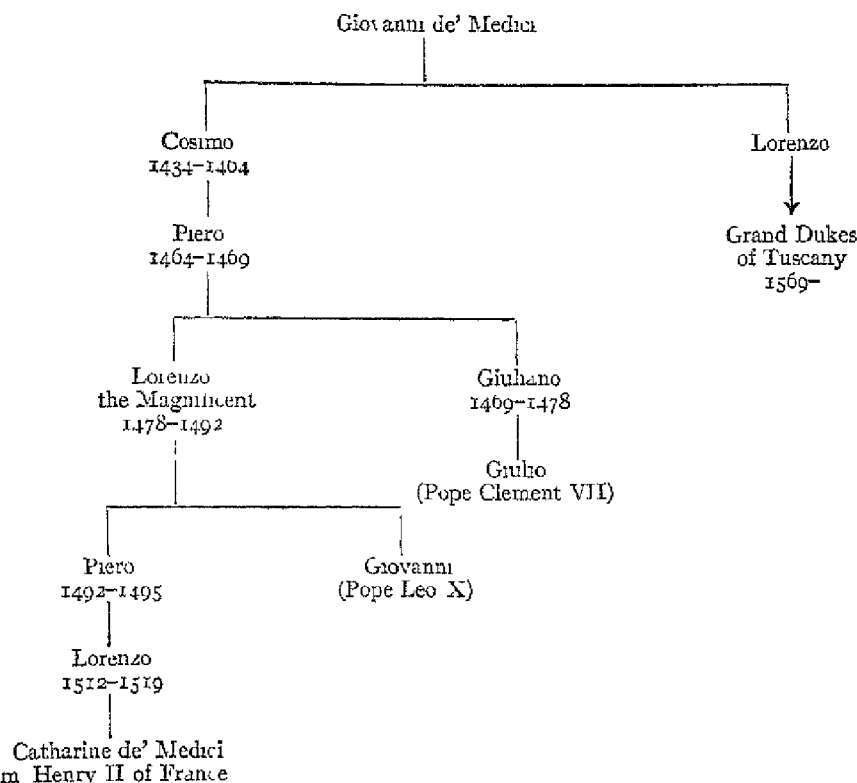 Giovanni de' Medici
Cosimo
1434-1464
Lorenzo
Piero
1464-1469
Grand Dukes
of Tuscany
1569-
Lorenzo
the Magnificent
1478-1492
Giuliano
1469-1478
Giulio
(Pope Clement VII)
Piero
1492-1495
Giovanni
(Pope Leo X)
Lorenzo
1512-1519
Catharine de' Medici
m Henry II of France